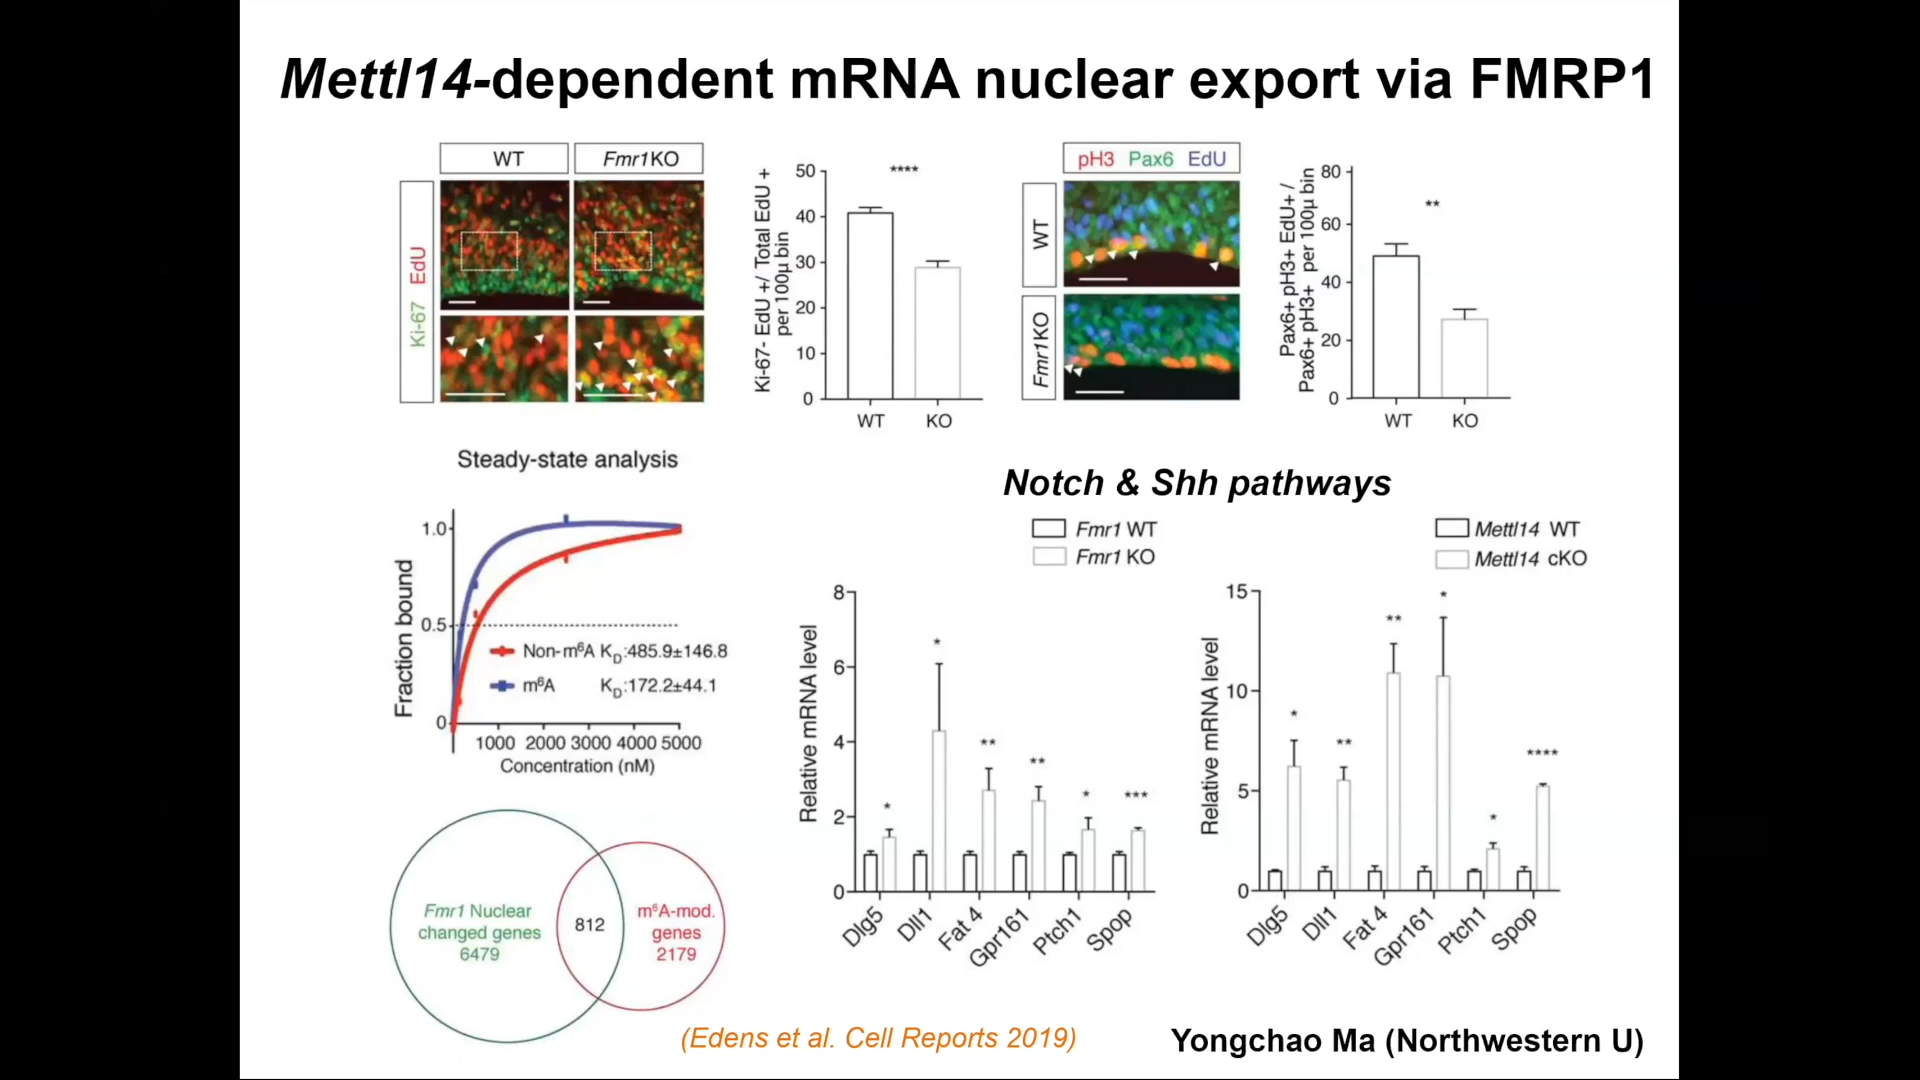 Mettl14-dependent mRNA nuclear export via FMRP1
WT
Fmr1KO
Ki-67 EdU
Ki-67- EdU +/ Total EdU +
per 100µ bin
50
40
30
20
10
0
****
WT
KO
pH3 Pax6 EdU
WT
Fmr1KO
Pax6+ pH3+ EdU+ /
Pax6+ pH3+ per 100µ bin
80
60
40
20
0
**
WT
KO
Steady-state analysis
Fraction bound
1.0
0.5
0
Non-m⁶A K_D:485.9±146.8
m⁶A K_D:172.2±44.1
1000 2000 3000 4000 5000
Concentration (nM)
Fmr1 Nuclear
changed genes
6479
812
m⁶A-mod.
genes
2179
Notch & Shh pathways
Fmr1 WT
Fmr1 KO
Relative mRNA level
8
6
4
2
0
*
*
**
**
*
***
Dlg5
Dll1
Fat 4
Gpr161
Ptch1
Spop
Mettl14 WT
Mettl14 cKO
Relative mRNA level
15
10
5
0
*
**
**
*
*
****
Dlg5
Dll1
Fat 4
Gpr161
Ptch1
Spop
(Edens et al. Cell Reports 2019)
Yongchao Ma (Northwestern U)